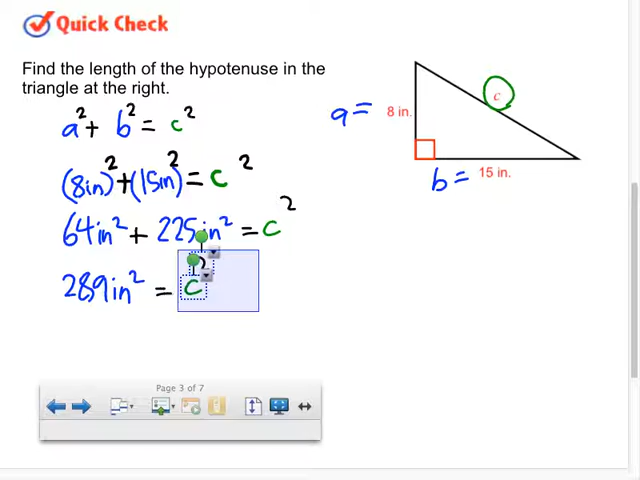 Quick Check
Find the length of the hypotenuse in the
triangle at the right.
a² + b² = c²
(8in)² + (15in)² = c²
64in² + 225in² = c²
289in² = c²
a = 8 in.
c
b = 15 in.
Page 3 of 7